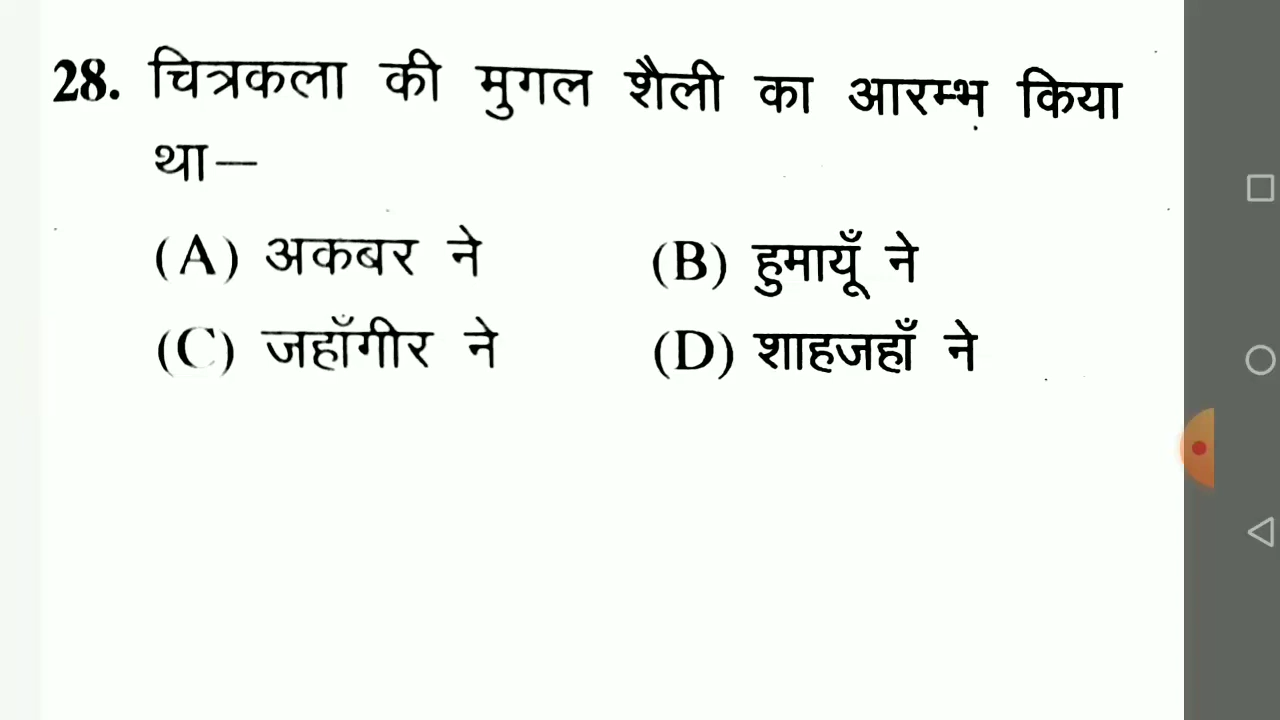 28. चित्रकला की मुगल शैली का आरम्भ किया
था—
(A) अकबर ने (B) हुमायूँ ने
(C) जहाँगीर ने (D) शाहजहाँ ने